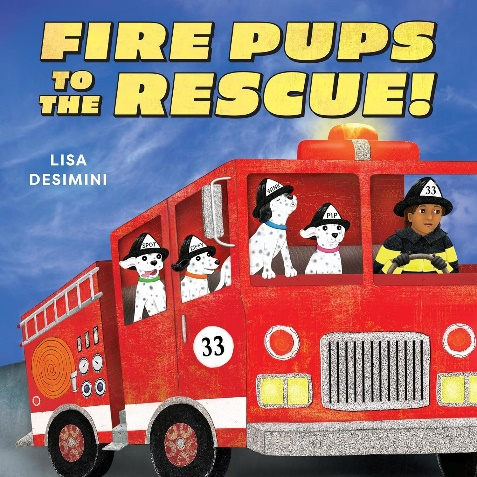 FIRE PUPS
TO THE RESCUE!
LISA
DESIMINI
SPOT
PIP
33
33